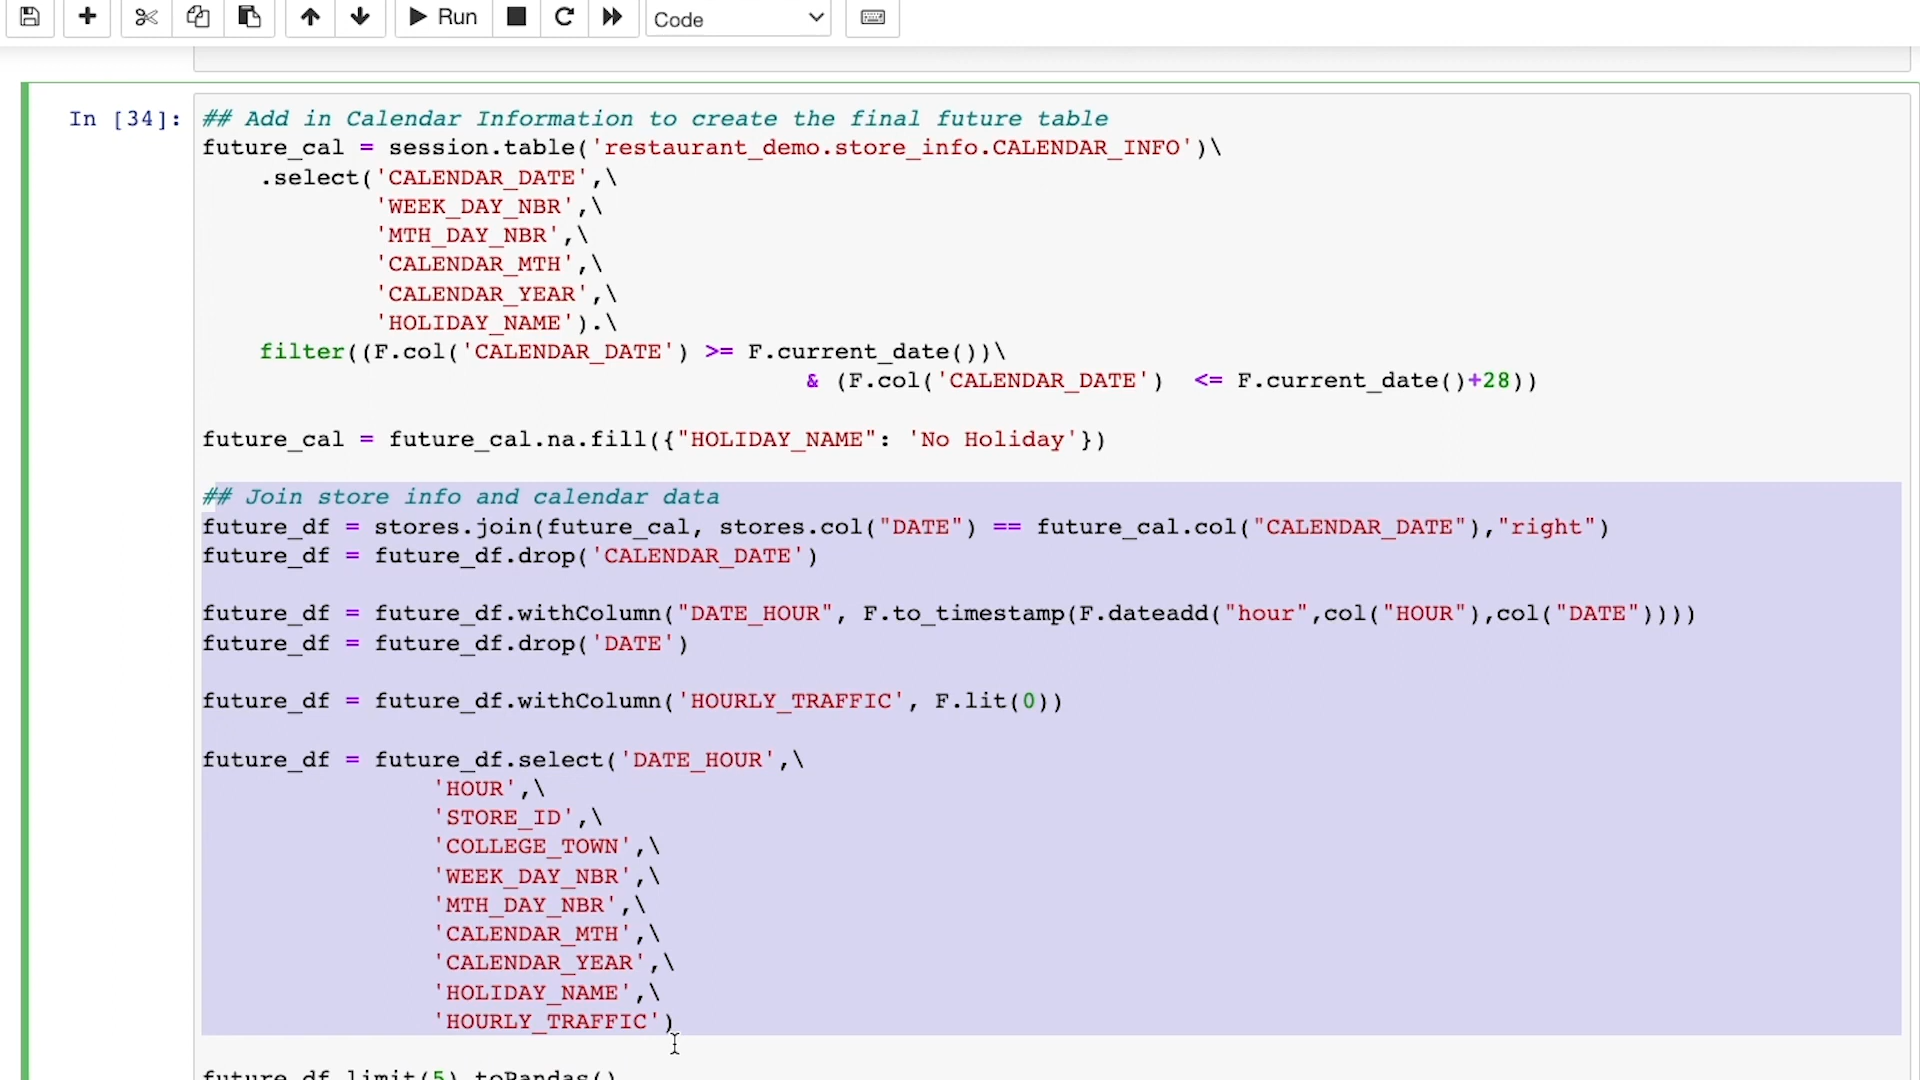 Run
Code
In [34]:
## Add in Calendar Information to create the final future table
future_cal = session.table('restaurant_demo.store_info.CALENDAR_INFO')\
    .select('CALENDAR_DATE',\
            'WEEK_DAY_NBR',\
            'MTH_DAY_NBR',\
            'CALENDAR_MTH',\
            'CALENDAR_YEAR',\
            'HOLIDAY_NAME').\
    filter((F.col('CALENDAR_DATE') >= F.current_date())\
                                          & (F.col('CALENDAR_DATE')  <= F.current_date()+28))
future_cal = future_cal.na.fill({"HOLIDAY_NAME": 'No Holiday'})
## Join store info and calendar data
future_df = stores.join(future_cal, stores.col("DATE") == future_cal.col("CALENDAR_DATE"),"right")
future_df = future_df.drop('CALENDAR_DATE')
future_df = future_df.withColumn("DATE_HOUR", F.to_timestamp(F.dateadd("hour",col("HOUR"),col("DATE"))))
future_df = future_df.drop('DATE')
future_df = future_df.withColumn('HOURLY_TRAFFIC', F.lit(0))
future_df = future_df.select('DATE_HOUR',\
                'HOUR',\
                'STORE_ID',\
                'COLLEGE_TOWN',\
                'WEEK_DAY_NBR',\
                'MTH_DAY_NBR',\
                'CALENDAR_MTH',\
                'CALENDAR_YEAR',\
                'HOLIDAY_NAME',\
                'HOURLY_TRAFFIC')
future_df.limit(5).toPandas()